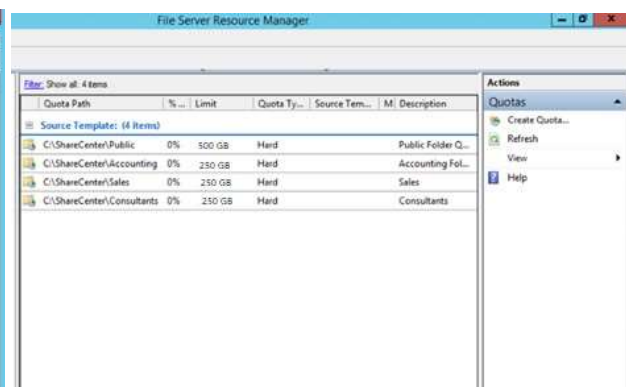 File Server Resource Manager
Filter: Show all: 4 items
Quota Path % ... Limit Quota Ty... Source Tem... M Description
Source Template: (4 items)
C:\ShareCenter\Public 0% 500 GB Hard Public Folder Q...
C:\ShareCenter\Accounting 0% 250 GB Hard Accounting Fol...
C:\ShareCenter\Sales 0% 250 GB Hard Sales
C:\ShareCenter\Consultants 0% 250 GB Hard Consultants
Actions
Quotas
Create Quota...
Refresh
View
Help